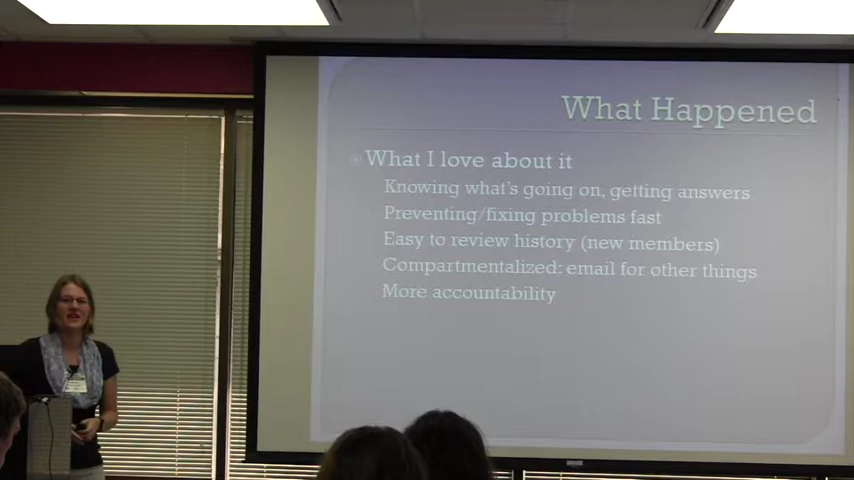 What Happened
What I love about it
Knowing what's going on, getting answers
Preventing/fixing problems fast
Easy to review history (new members)
Compartmentalized: email for other things
More accountability